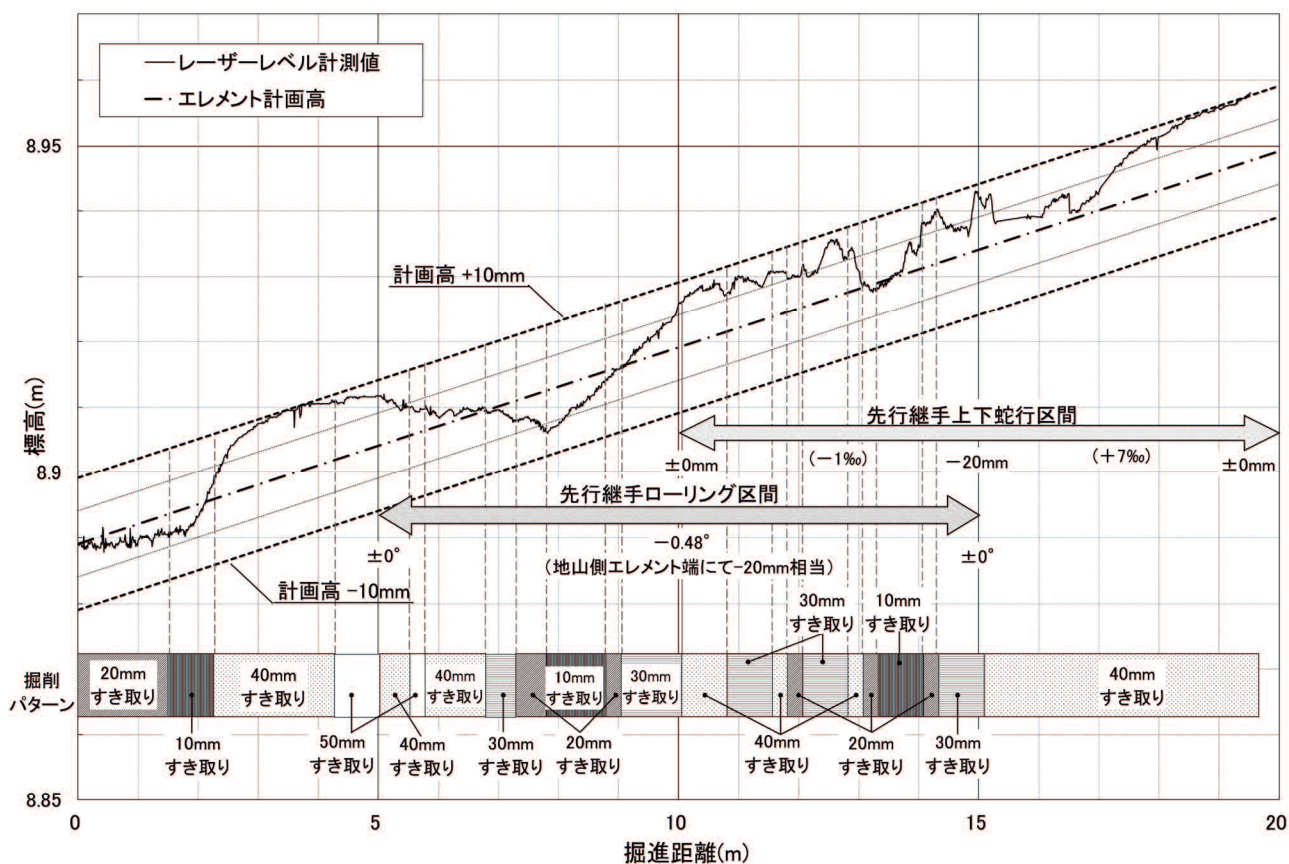 レーザーレベル計測値
エレメント計画高
8.95
8.9
8.85
標高(m)
計画高 +10mm
計画高 −10mm
先行継手上下蛇行区間
±0mm
(−1‰)
−20mm
(+7‰)
±0mm
先行継手ローリング区間
±0°
−0.48°
±0°
(地山側エレメント端にて-20mm相当)
30mm
すき取り
10mm
すき取り
掘削
パターン
20mm
すき取り
40mm
すき取り
40mm
すき取り
10mm
すき取り
30mm
すき取り
40mm
すき取り
10mm
すき取り
50mm
すき取り
40mm
すき取り
30mm
すき取り
20mm
すき取り
40mm
すき取り
20mm
すき取り
30mm
すき取り
0
5
10
15
20
掘進距離(m)